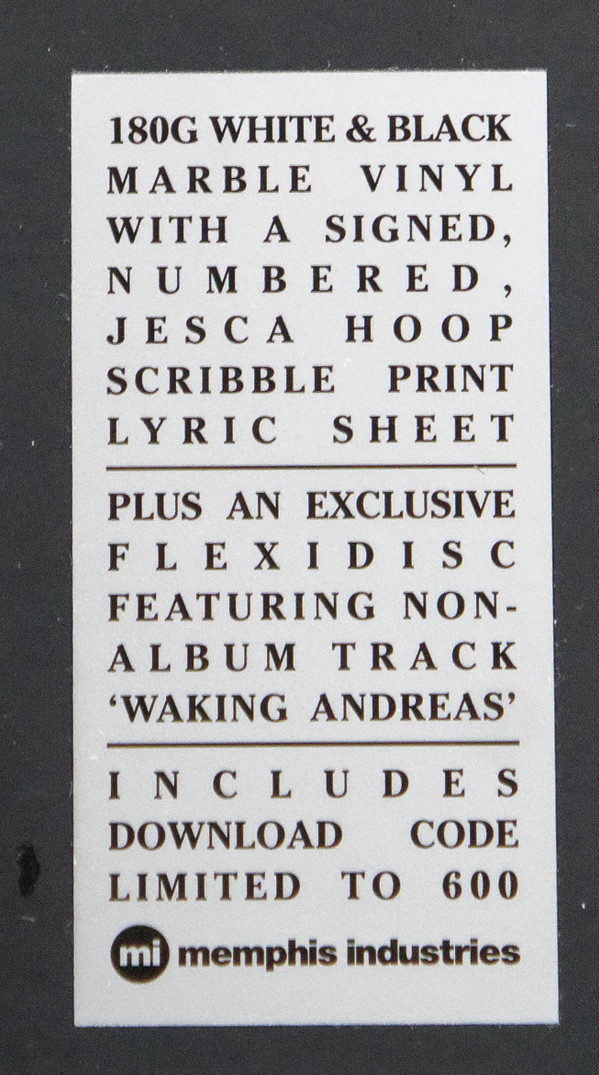 180G WHITE & BLACK
MARBLE VINYL
WITH A SIGNED,
NUMBERED,
JESCA HOOP
SCRIBBLE PRINT
LYRIC SHEET
PLUS AN EXCLUSIVE
FLEXIDISC
FEATURING NON-
ALBUM TRACK
‘WAKING ANDREAS’
INCLUDES
DOWNLOAD CODE
LIMITED TO 600
mi memphis industries